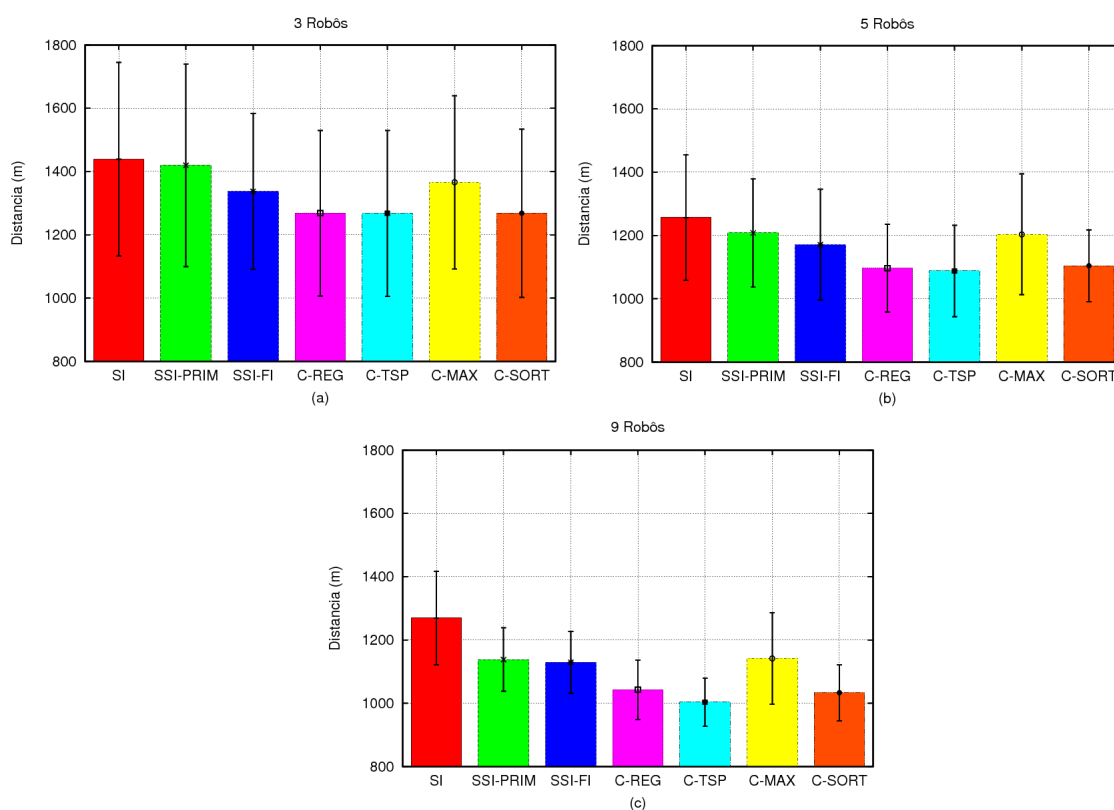 3 Robôs
Distancia (m)
1800
1600
1400
1200
1000
800
SI SSI-PRIM SSI-FI C-REG C-TSP C-MAX C-SORT
(a)
5 Robôs
Distancia (m)
1800
1600
1400
1200
1000
800
SI SSI-PRIM SSI-FI C-REG C-TSP C-MAX C-SORT
(b)
9 Robôs
Distancia (m)
1800
1600
1400
1200
1000
800
SI SSI-PRIM SSI-FI C-REG C-TSP C-MAX C-SORT
(c)